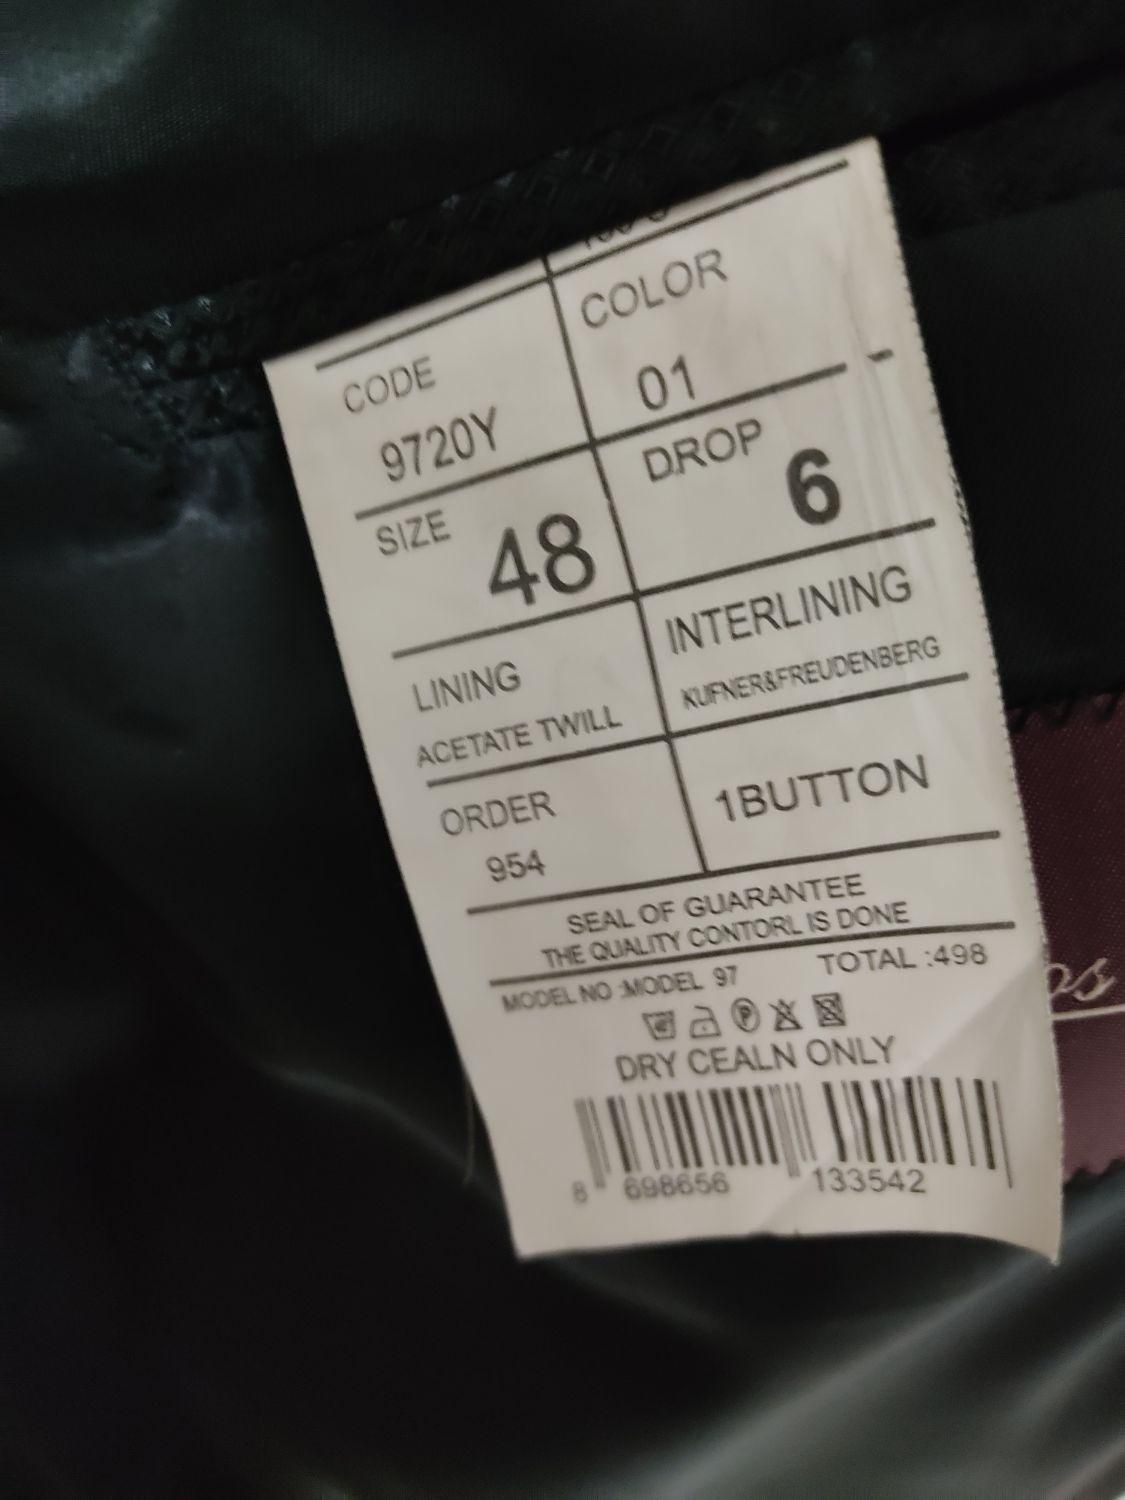 CODE
9720Y
COLOR
01
SIZE 48
DROP 6
LINING
ACETATE TWILL
INTERLINING
KUFNER&FREUDENBERG
ORDER
954
1BUTTON
SEAL OF GUARANTEE
THE QUALITY CONTORL IS DONE
MODEL NO :MODEL 97 TOTAL :498
DRY CEALN ONLY
8 698656 133542